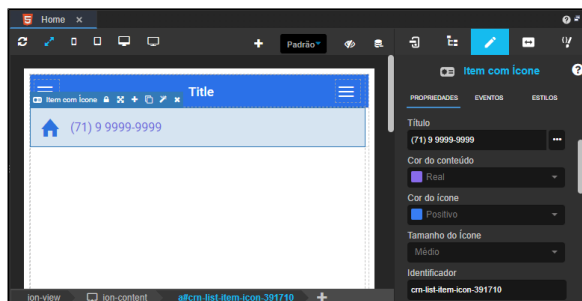 Home ×
Padrão
Title
Item com Ícone
(71) 9 9999-9999
Item com Ícone
PROPRIEDADES EVENTOS ESTILOS
Título
(71) 9 9999-9999
Cor do conteúdo
Real
Cor do ícone
Positivo
Tamanho do Ícone
Médio
Identificador
crn-list-item-icon-391710
ion-view ion-content a#crn-list-item-icon-391710 +